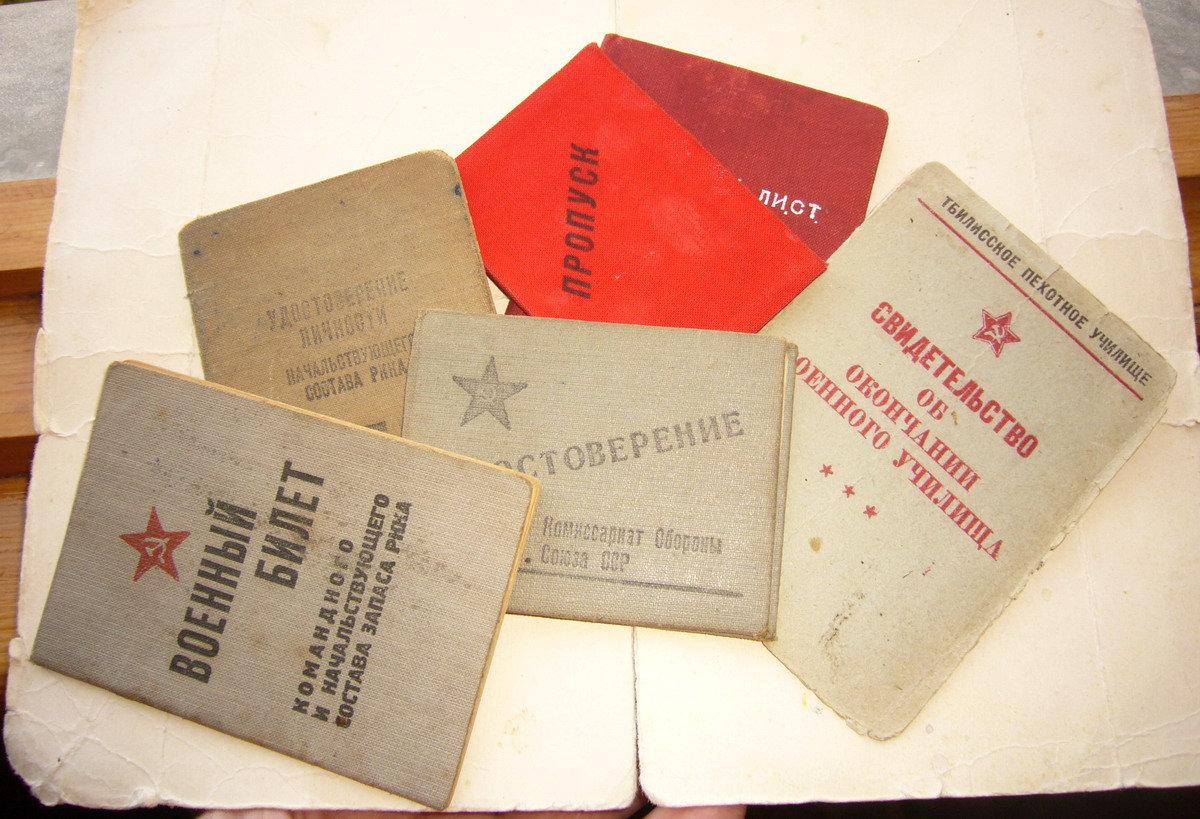 ПРОПУСК
ЛИСТ
УДОСТОВЕРЕНИЕ
ЛИЧНОСТИ
НАЧАЛЬСТВУЮЩЕГО
СОСТАВА РККА
ТБИЛИССКОЕ ПЕХОТНОЕ УЧИЛИЩЕ
СВИДЕТЕЛЬСТВО
ОБ
ОКОНЧАНИИ
ОЕННОГО УЧИЛИЩА
ОСТОВЕРЕНИЕ
Комиссариат Обороны
Союза ССР
ВОЕННЫЙ
БИЛЕТ
КОМАНДНОГО
И НАЧАЛЬСТВУЮЩЕГО
СОСТАВА ЗАПАСА РККА